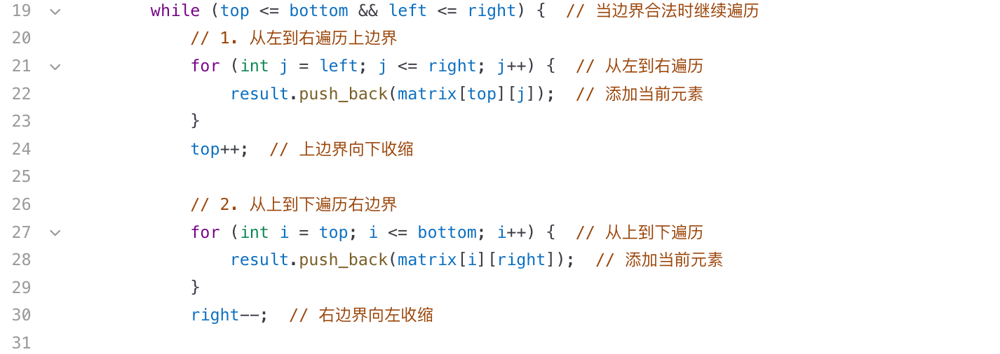 19 while (top <= bottom && left <= right) {  // 当边界合法时继续遍历
20 // 1. 从左到右遍历上边界
21 for (int j = left; j <= right; j++) {  // 从左到右遍历
22 result.push_back(matrix[top][j]);  // 添加当前元素
23 }
24 top++;  // 上边界向下收缩
25
26 // 2. 从上到下遍历右边界
27 for (int i = top; i <= bottom; i++) {  // 从上到下遍历
28 result.push_back(matrix[i][right]);  // 添加当前元素
29 }
30 right--;  // 右边界向左收缩
31